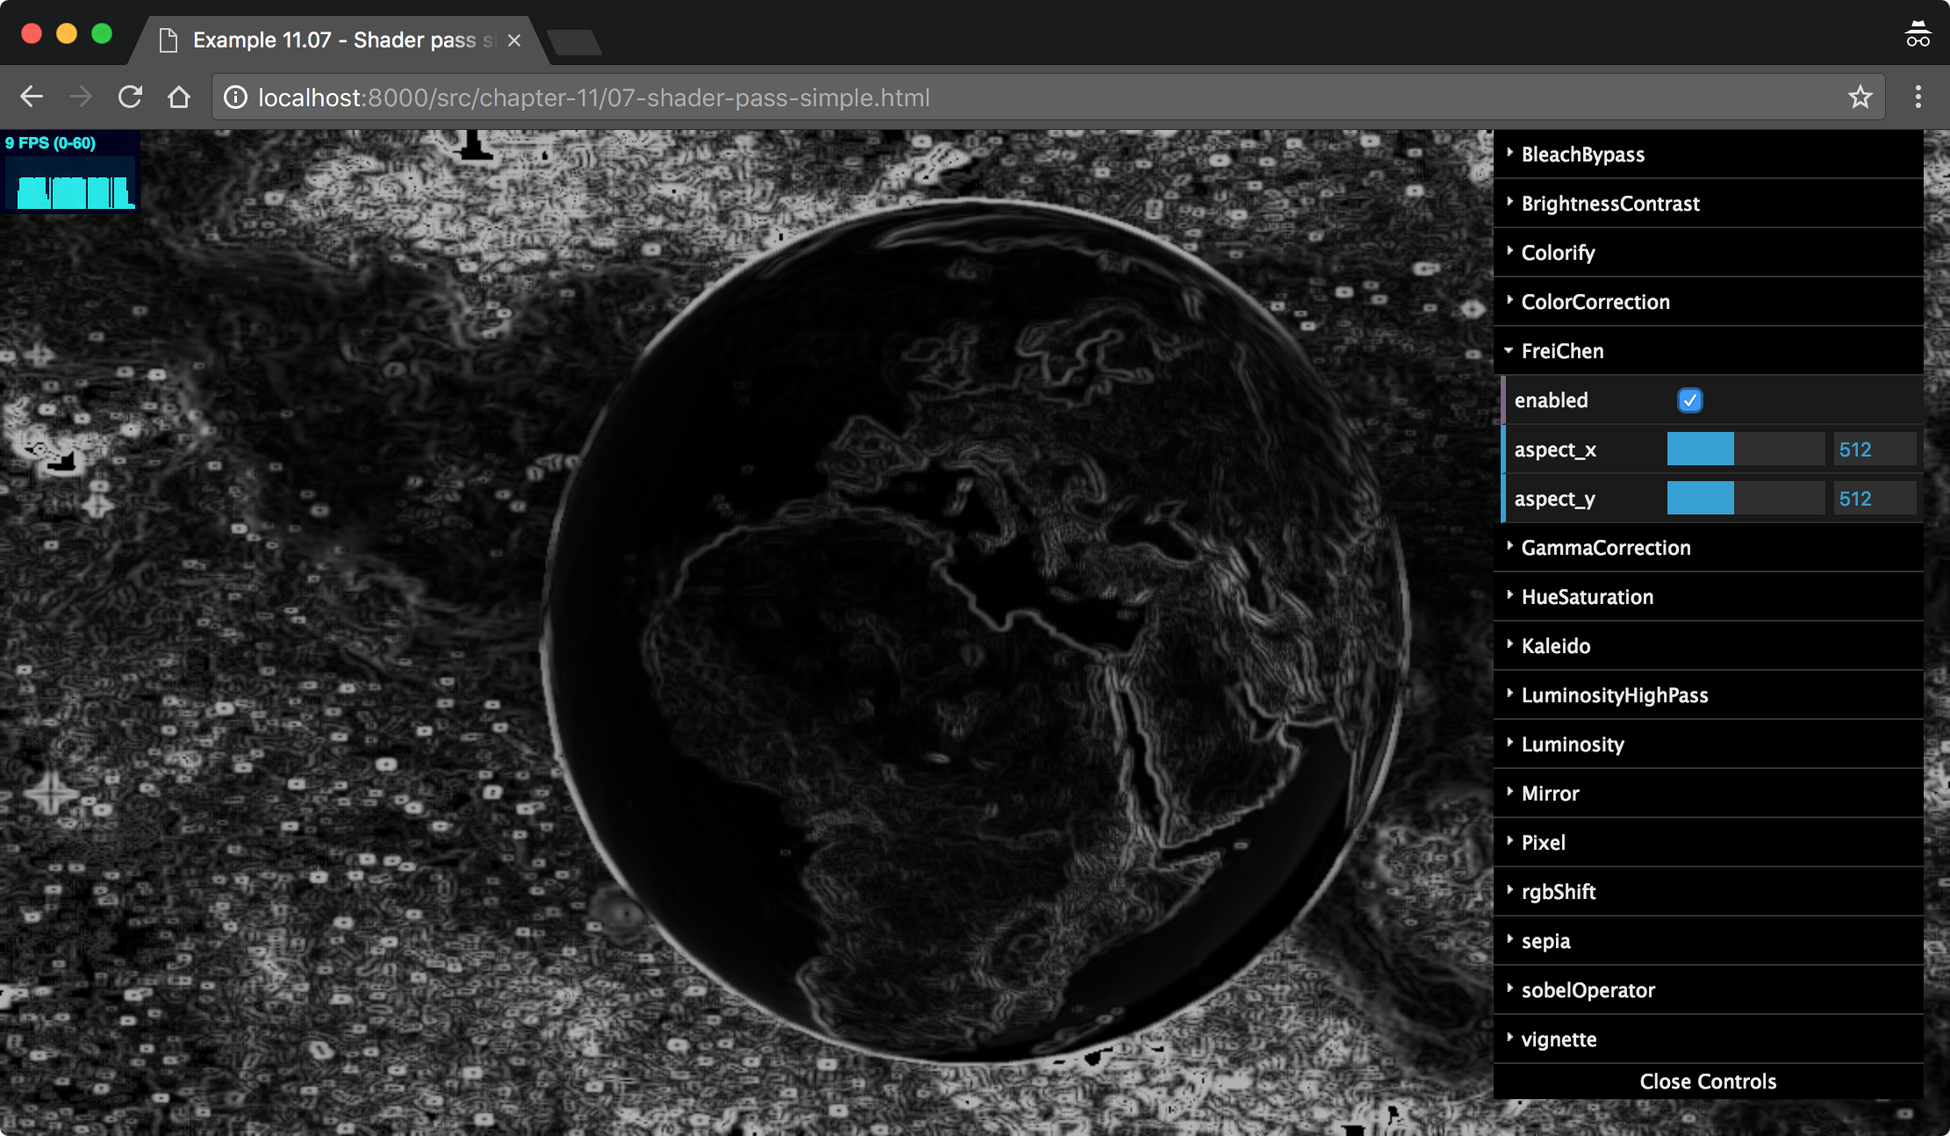 Example 11.07 - Shader pass si
localhost:8000/src/chapter-11/07-shader-pass-simple.html
9 FPS (0-60)
BleachBypass
BrightnessContrast
Colorify
ColorCorrection
FreiChen
enabled
aspect_x 512
aspect_y 512
GammaCorrection
HueSaturation
Kaleido
LuminosityHighPass
Luminosity
Mirror
Pixel
rgbShift
sepia
sobelOperator
vignette
Close Controls